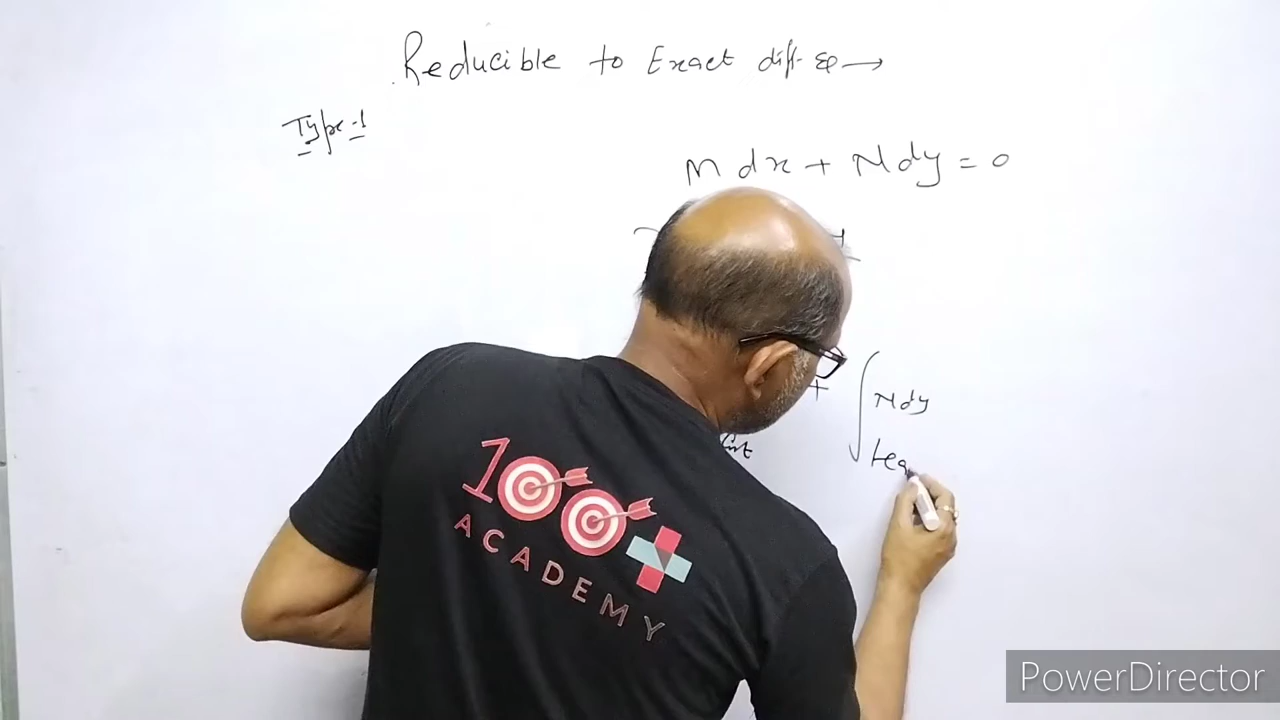 Reducible to Exact diff. eq →
Type-1
M dx + N dy = 0
+ ∫ N dy
100+
ACADEMY
PowerDirector